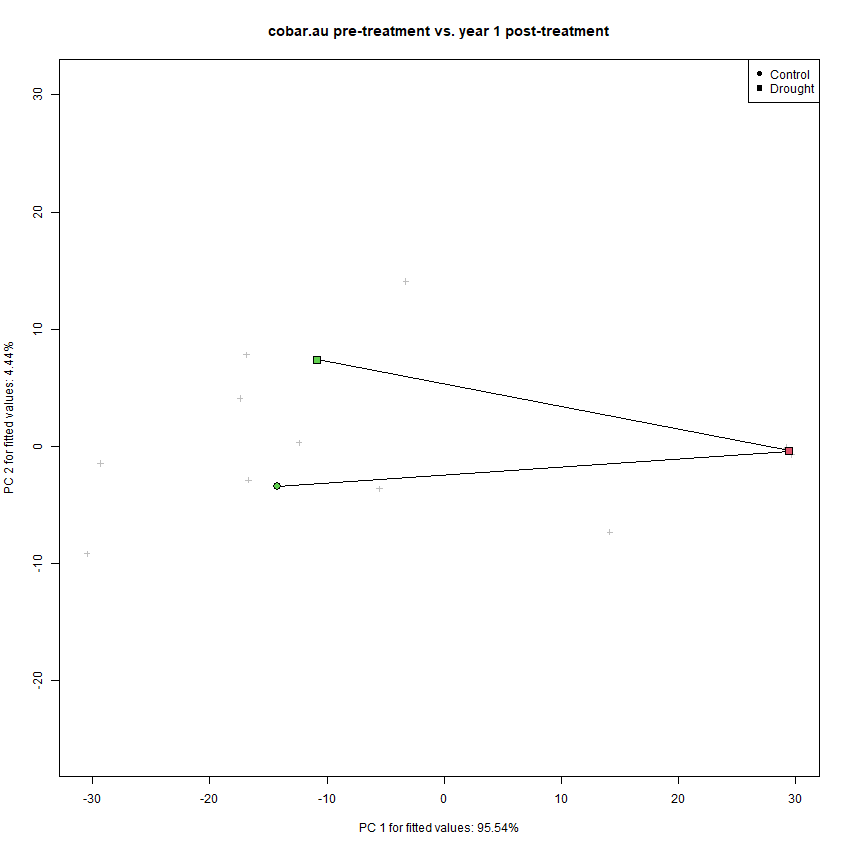 cobar.au pre-treatment vs. year 1 post-treatment
Control
Drought
30
20
10
0
-10
-20
PC 2 for fitted values: 4.44%
-30
-20
-10
0
10
20
30
PC 1 for fitted values: 95.54%